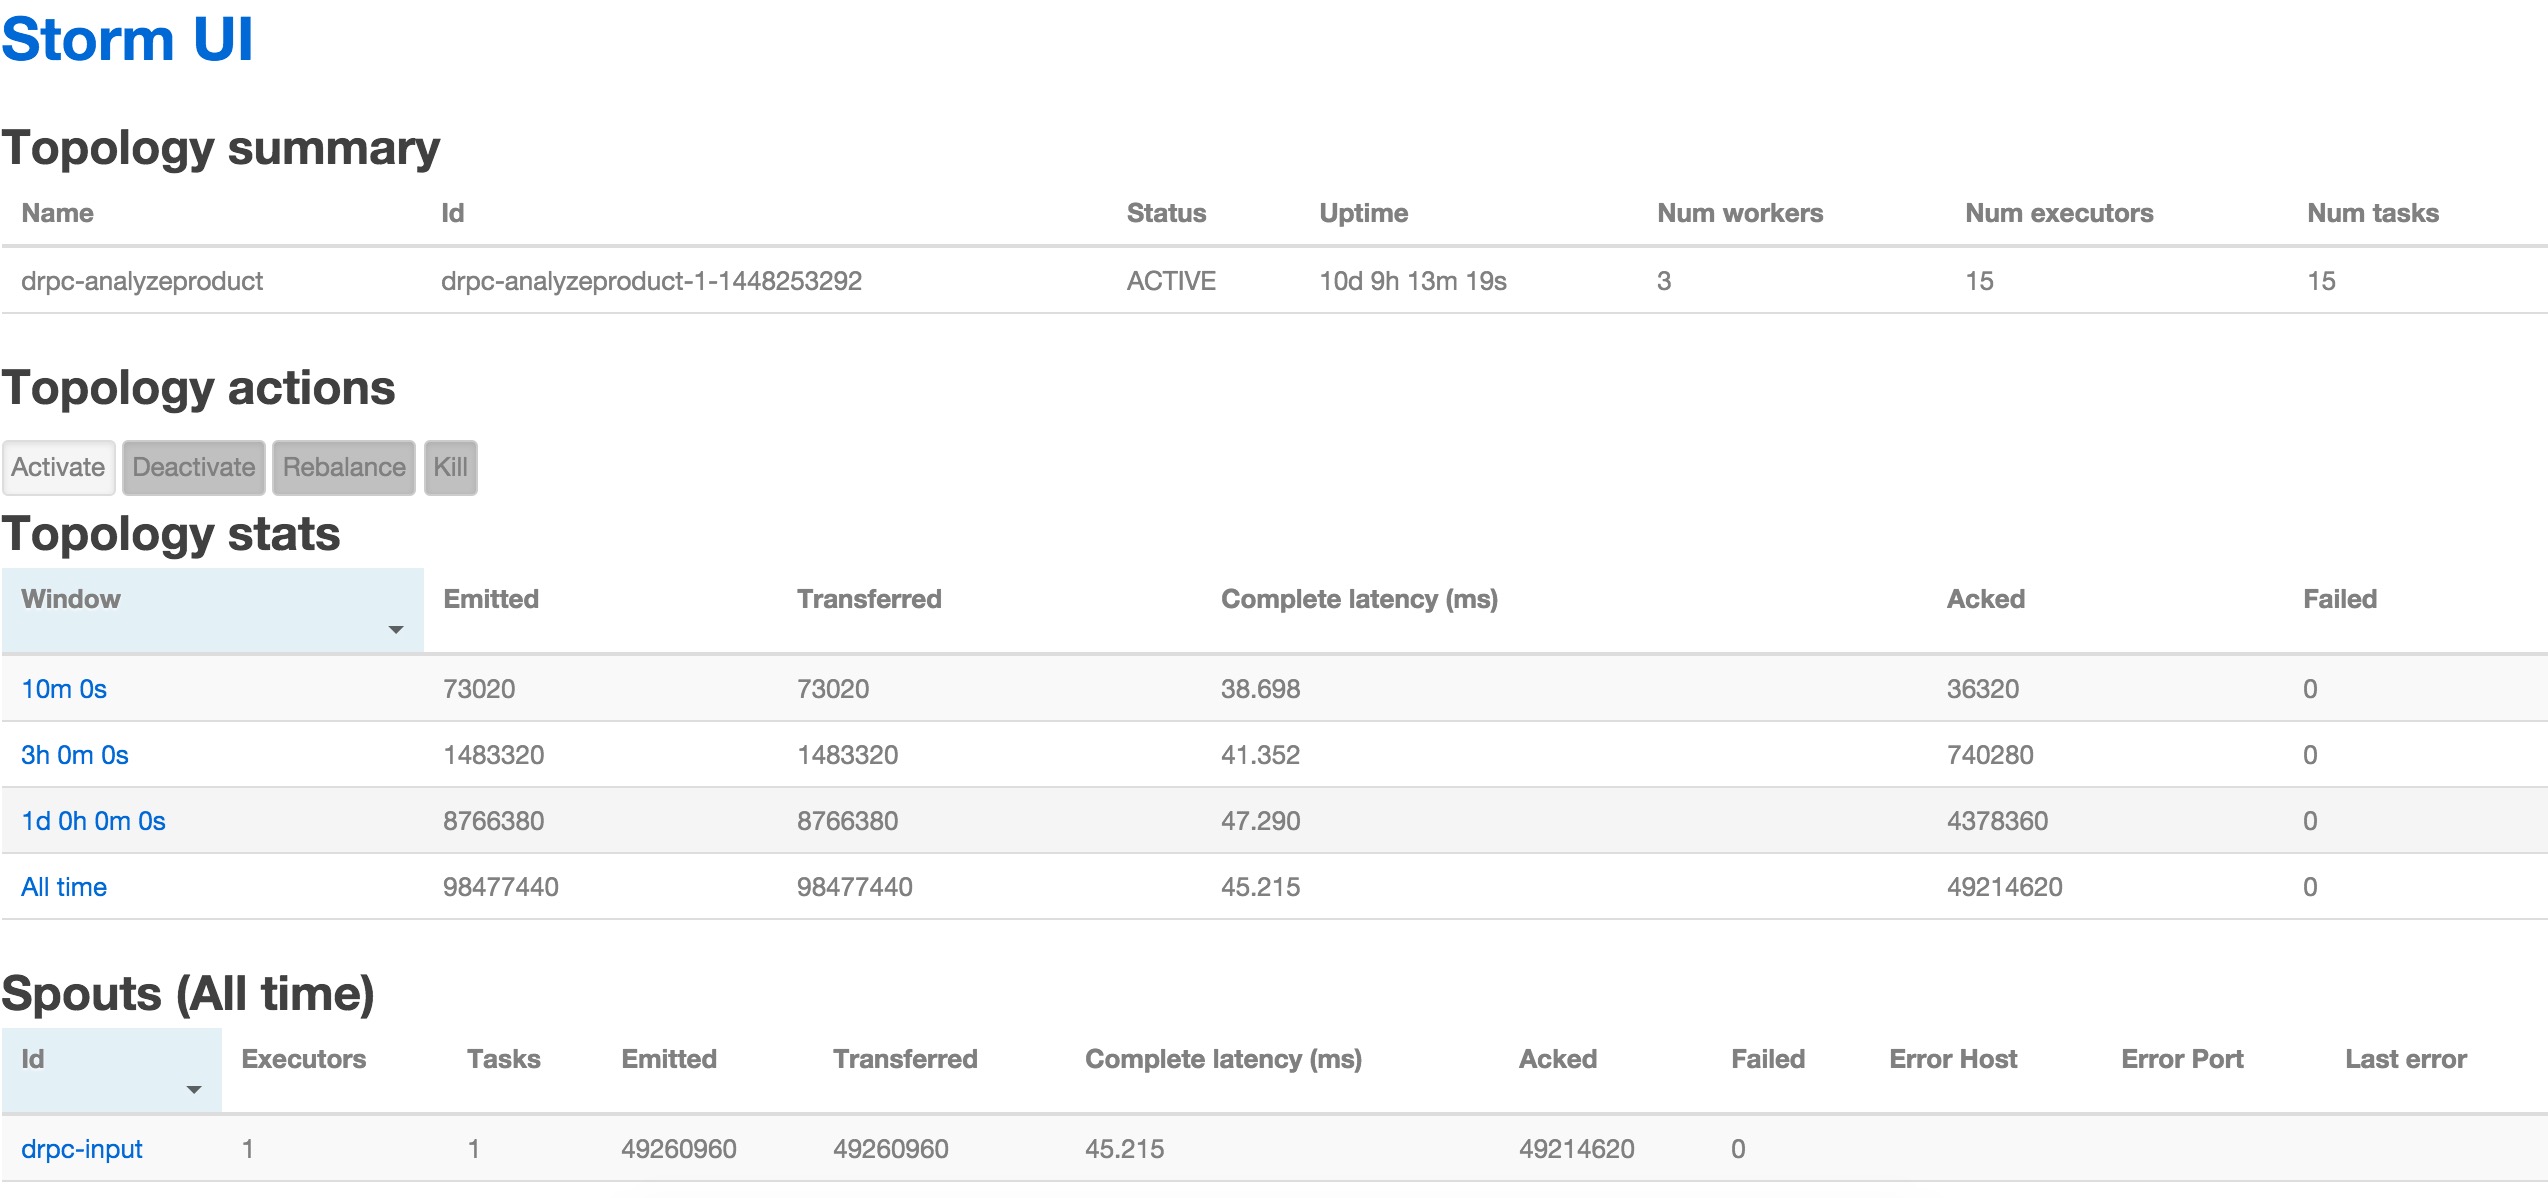 Storm UI
Topology summary
Name Id Status Uptime Num workers Num executors Num tasks
drpc-analyzeproduct drpc-analyzeproduct-1-1448253292 ACTIVE 10d 9h 13m 19s 3 15 15
Topology actions
Activate Deactivate Rebalance Kill
Topology stats
Window Emitted Transferred Complete latency (ms) Acked Failed
10m 0s 73020 73020 38.698 36320 0
3h 0m 0s 1483320 1483320 41.352 740280 0
1d 0h 0m 0s 8766380 8766380 47.290 4378360 0
All time 98477440 98477440 45.215 49214620 0
Spouts (All time)
Id Executors Tasks Emitted Transferred Complete latency (ms) Acked Failed Error Host Error Port Last error
drpc-input 1 1 49260960 49260960 45.215 49214620 0